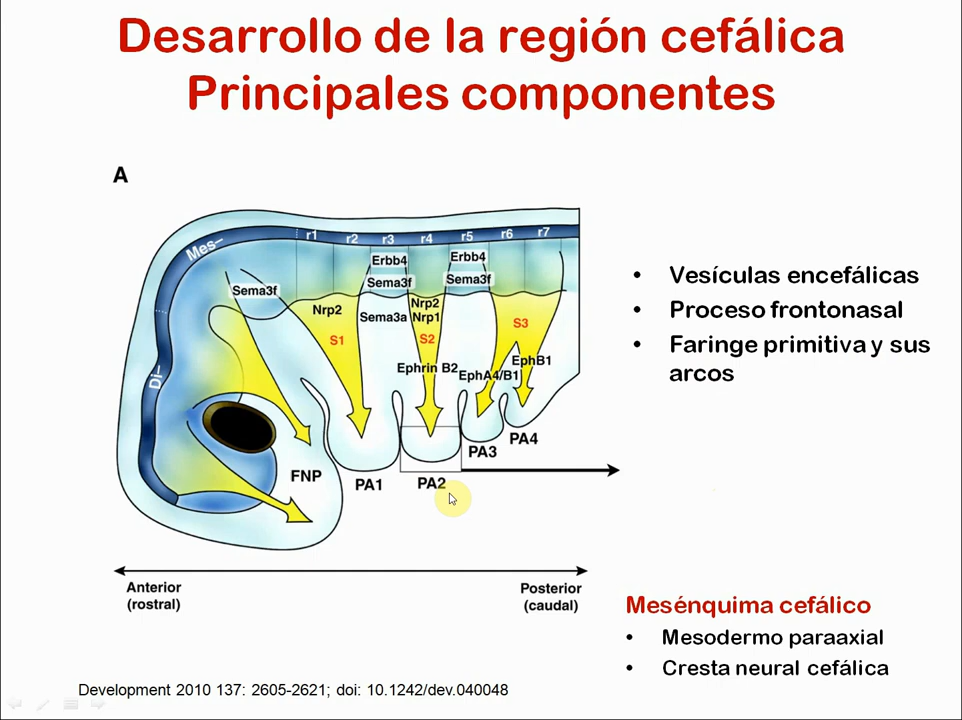 Desarrollo de la región cefálica
Principales componentes
A
Mes–
r1
r2
r3
r4
r5
r6
r7
Erbb4
Erbb4
Sema3f
Sema3f
Sema3f
Nrp2
Sema3a
Nrp2
Nrp1
S1
S2
S3
Ephrin B2
EphA4/B1
EphB1
Di–
FNP
PA1
PA2
PA3
PA4
Anterior
(rostral)
Posterior
(caudal)
• Vesículas encefálicas
• Proceso frontonasal
• Faringe primitiva y sus
arcos
Mesénquima cefálico
• Mesodermo paraaxial
• Cresta neural cefálica
Development 2010 137: 2605-2621; doi: 10.1242/dev.040048